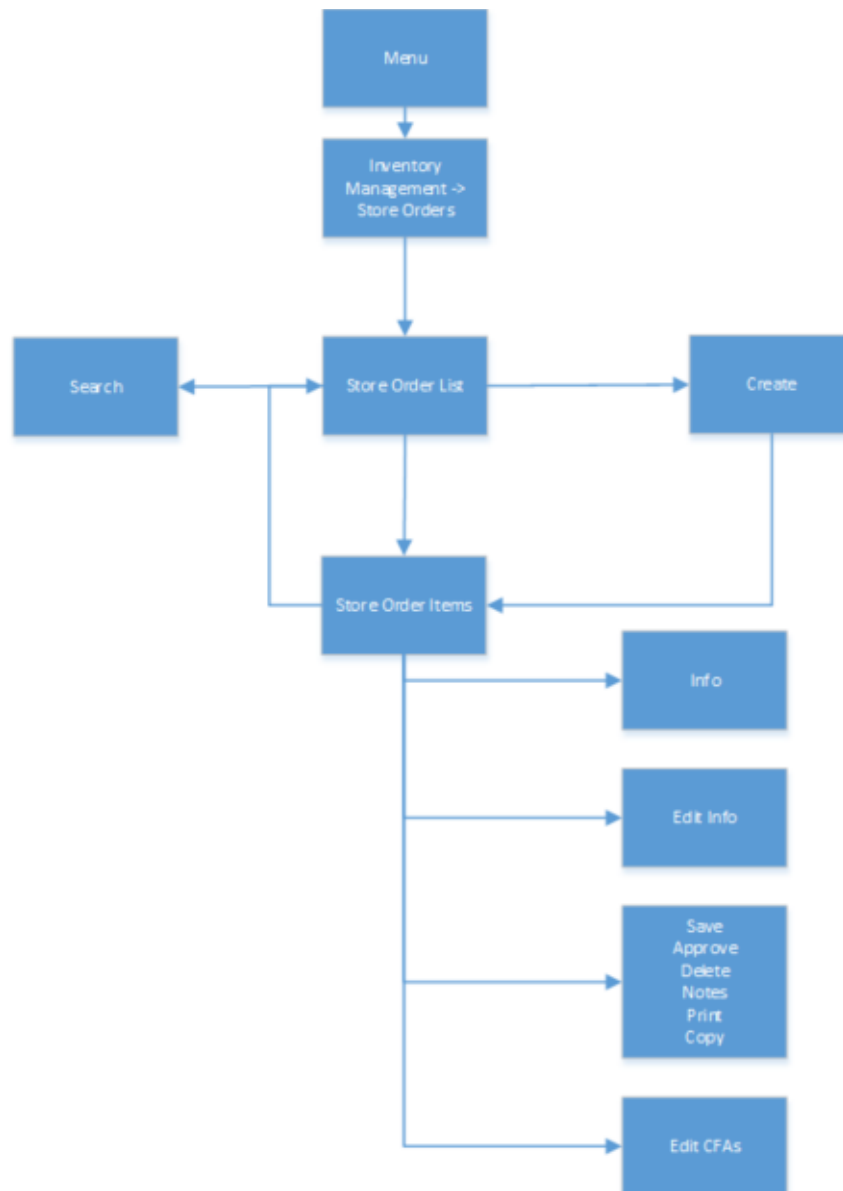 Menu
Inventory
Management ->
Store Orders
Search
Store Order List
Create
Store Order Items
Info
Edit Info
Save
Approve
Delete
Notes
Print
Copy
Edit CFAs